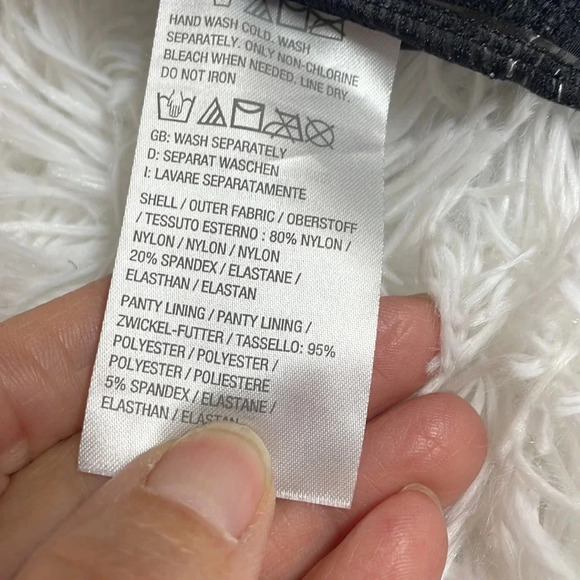 HAND WASH COLD. WASH
SEPARATELY. ONLY NON-CHLORINE
BLEACH WHEN NEEDED. LINE DRY.
DO NOT IRON
GB: WASH SEPARATELY
D: SEPARAT WASCHEN
I: LAVARE SEPARATAMENTE
SHELL / OUTER FABRIC / OBERSTOFF
/ TESSUTO ESTERNO : 80% NYLON /
NYLON / NYLON / NYLON
20% SPANDEX / ELASTANE /
ELASTHAN / ELASTAN
PANTY LINING / PANTY LINING /
ZWICKEL-FUTTER / TASSELLO: 95%
POLYESTER / POLYESTER /
POLYESTER / POLIESTERE
5% SPANDEX / ELASTANE /
ELASTHAN / ELASTAN